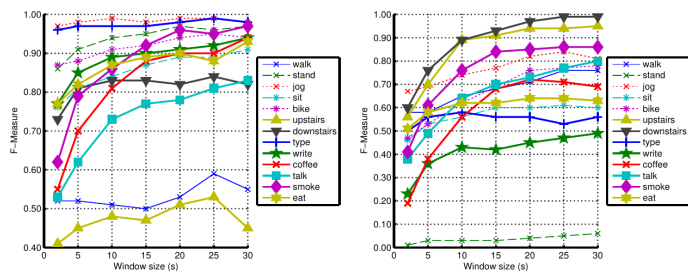 1.00
0.90
0.80
0.70
0.60
0.50
0.40
F-Measure
5 10 15 20 25 30
Window size (s)
walk
stand
jog
sit
bike
upstairs
downstairs
type
write
coffee
talk
smoke
eat
1.00
0.90
0.80
0.70
0.60
0.50
0.40
0.30
0.20
0.10
0.00
F-Measure
5 10 15 20 25 30
Window size (s)
walk
stand
jog
sit
bike
upstairs
downstairs
type
write
coffee
talk
smoke
eat